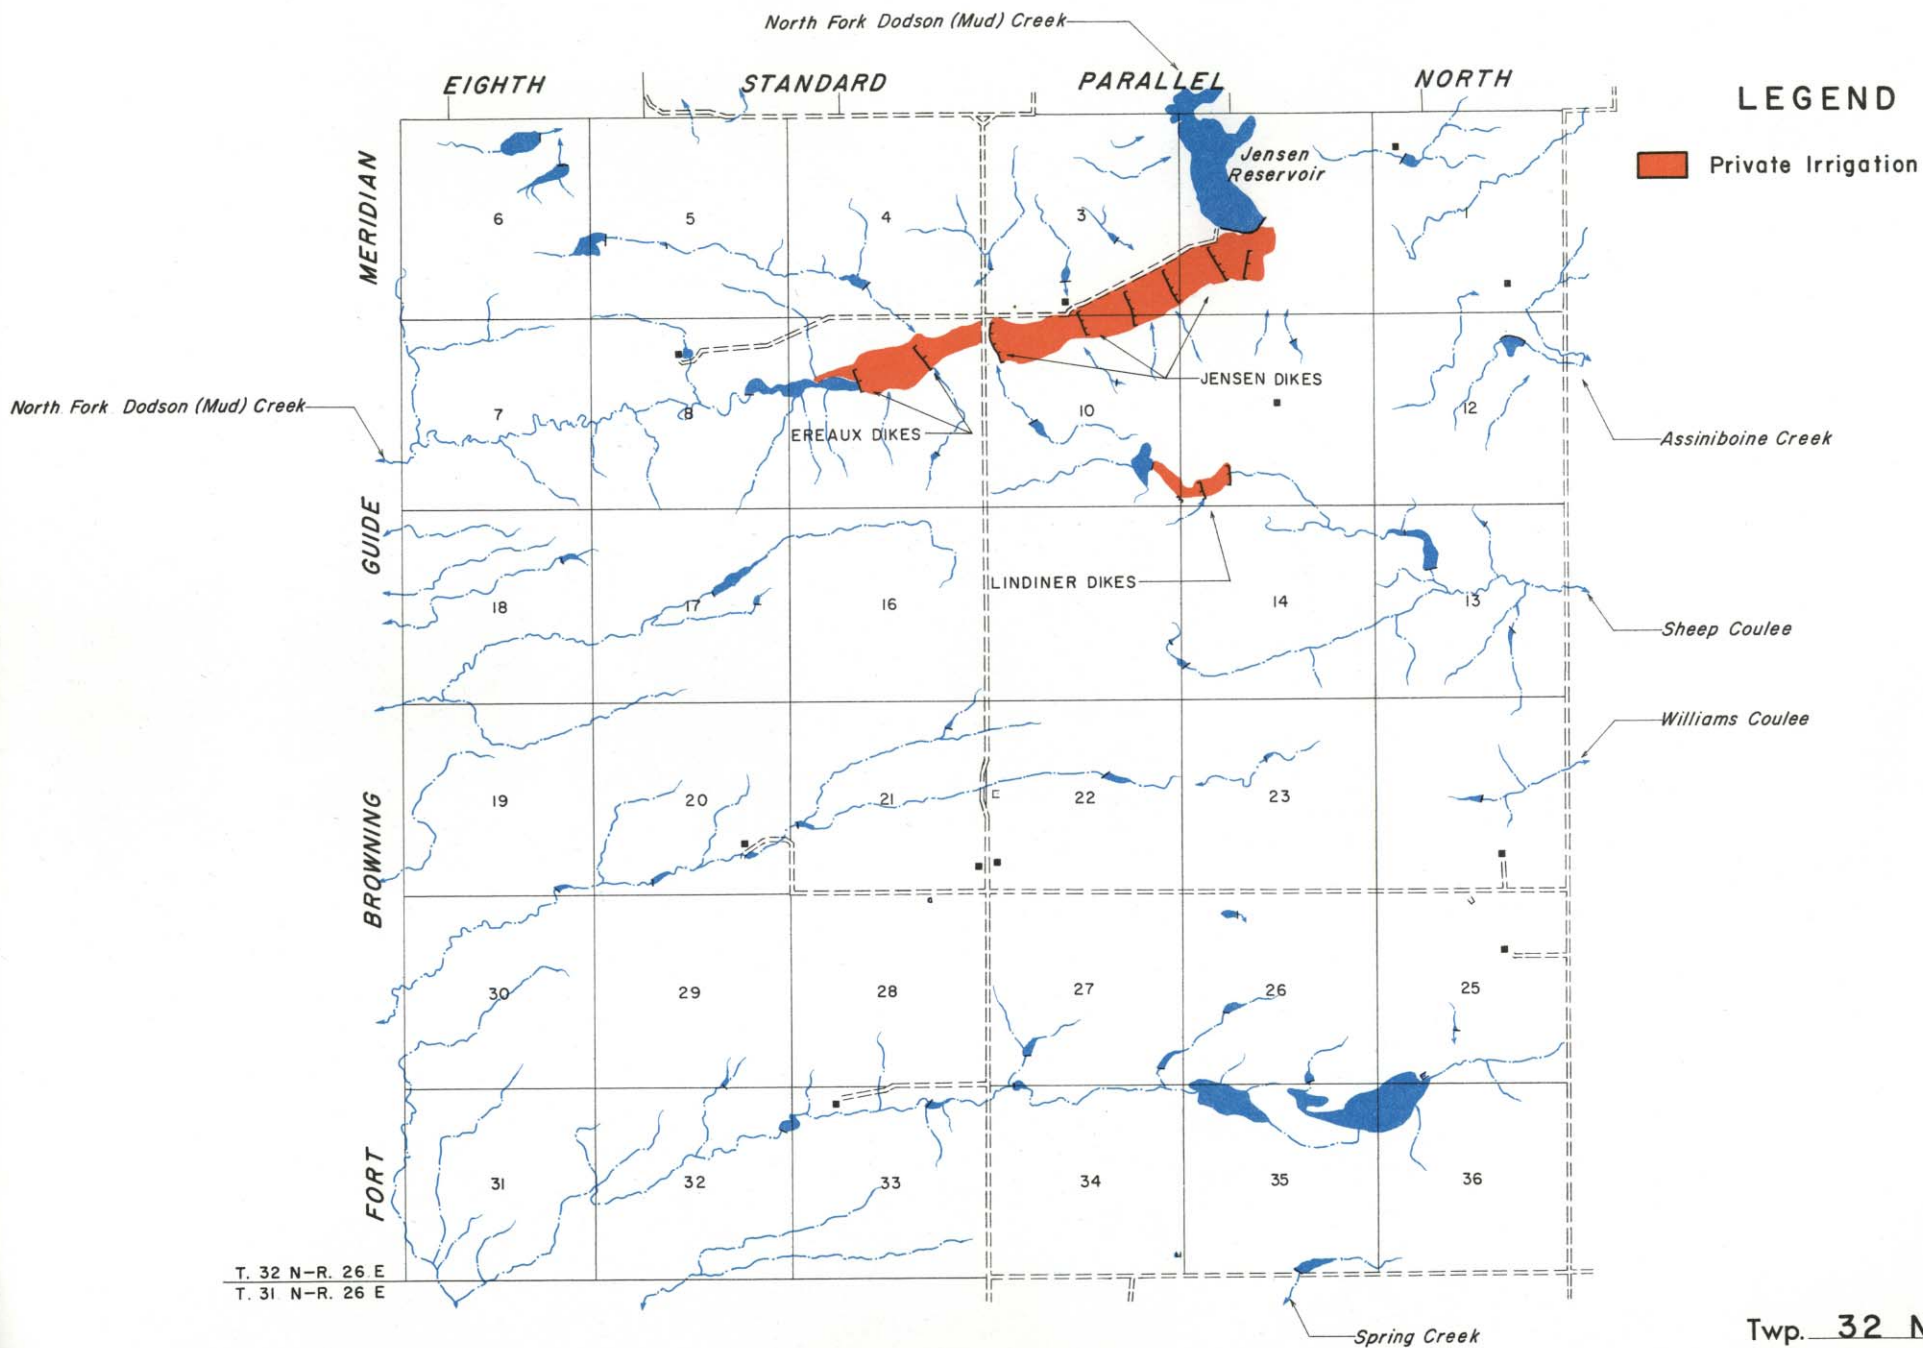 North Fork Dodson (Mud) Creek
EIGHTH STANDARD PARALLEL NORTH
LEGEND
Private Irrigation
MERIDIAN
GUIDE
BROWNING
FORT
Jensen
Reservoir
6 5 4 3
JENSEN DIKES
North Fork Dodson (Mud) Creek
7 8 10 12
EREAUX DIKES
Assiniboine Creek
LINDINER DIKES
18 17 16 14 13
Sheep Coulee
Williams Coulee
19 20 21 22 23
30 29 28 27 26 25
31 32 33 34 35 36
T. 32 N-R. 26 E
T. 31 N-R. 26 E
Spring Creek
Twp. 32 N